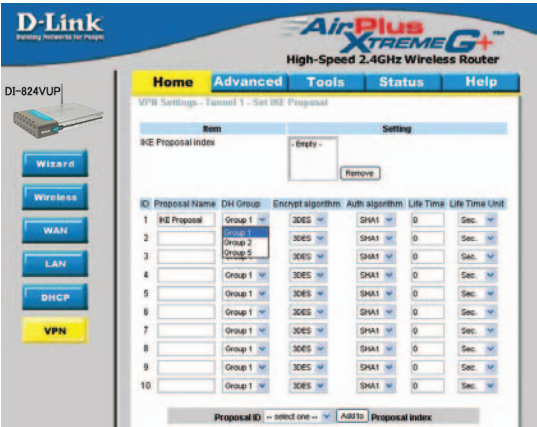 D-Link
Building Networks for People
AirPlus
XTREME G+™
High-Speed 2.4GHz Wireless Router
DI-824VUP
Home Advanced Tools Status Help
VPN Settings - Tunnel 1 - Set IKE Proposal
Item Setting
IKE Proposal index - Empty -
Remove
ID Proposal Name DH Group Encrypt algorithm Auth algorithm Life Time Life Time Unit
1 IKE Proposal Group 1 3DES SHA1 0 Sec.
Group 1
Group 2
Group 5
2 3DES SHA1 0 Sec.
3 3DES SHA1 0 Sec.
4 Group 1 3DES SHA1 0 Sec.
5 Group 1 3DES SHA1 0 Sec.
6 Group 1 3DES SHA1 0 Sec.
7 Group 1 3DES SHA1 0 Sec.
8 Group 1 3DES SHA1 0 Sec.
9 Group 1 3DES SHA1 0 Sec.
10 Group 1 3DES SHA1 0 Sec.
Proposal ID -- select one -- Add to Proposal index
Wizard
Wireless
WAN
LAN
DHCP
VPN